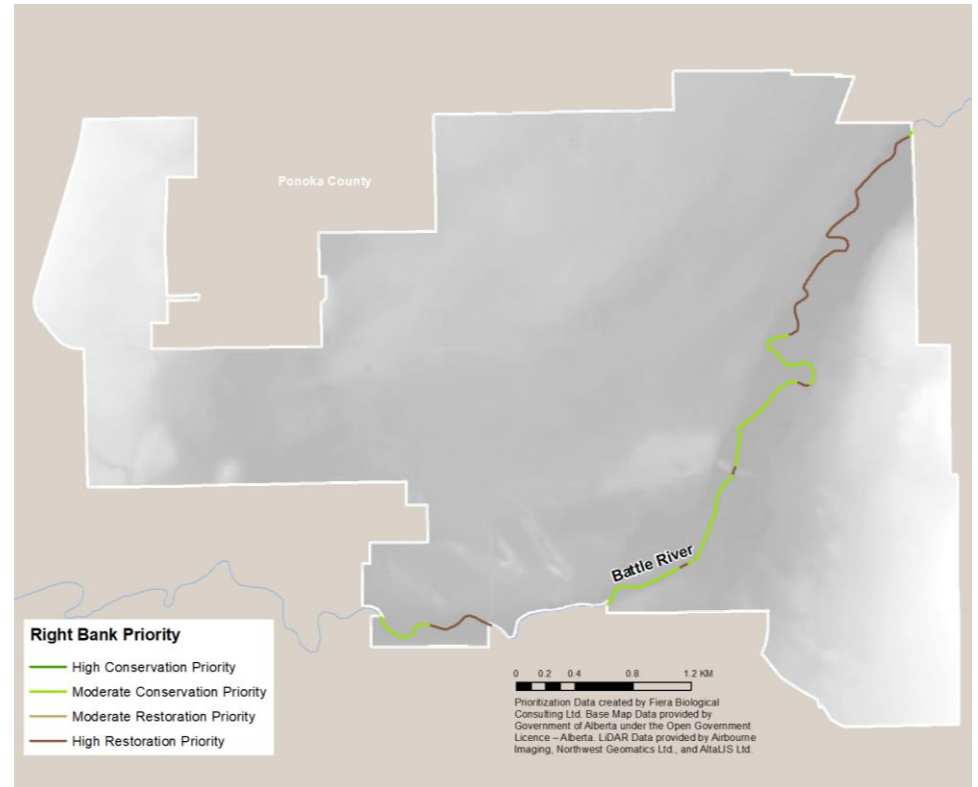 Ponoka County
Battle River
Right Bank Priority
High Conservation Priority
Moderate Conservation Priority
Moderate Restoration Priority
High Restoration Priority
0 0.2 0.4 0.8 1.2 KM
Prioritization Data created by Fiera Biological
Consulting Ltd. Base Map Data provided by
Government of Alberta under the Open Government
Licence – Alberta. LiDAR Data provided by Airbourne
Imaging, Northwest Geomatics Ltd., and AltaLIS Ltd.